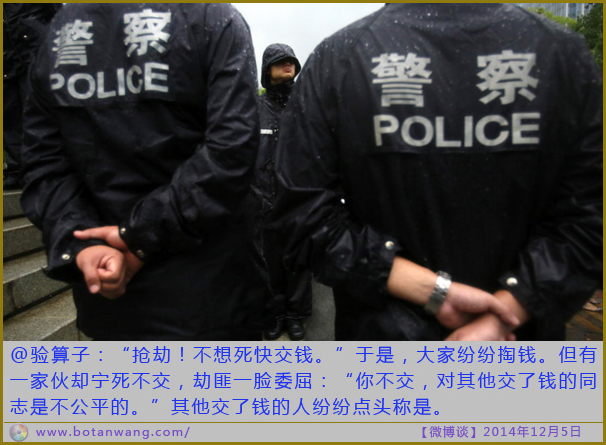 警察
POLICE
警察
POLICE
@验算子：“抢劫！不想死快交钱。”于是，大家纷纷掏钱。但有
一家伙却宁死不交，劫匪一脸委屈：“你不交，对其他交了钱的同
志是不公平的。”其他交了钱的人纷纷点头称是。
www.botanwang.com/
【微博谈】2014年12月5日